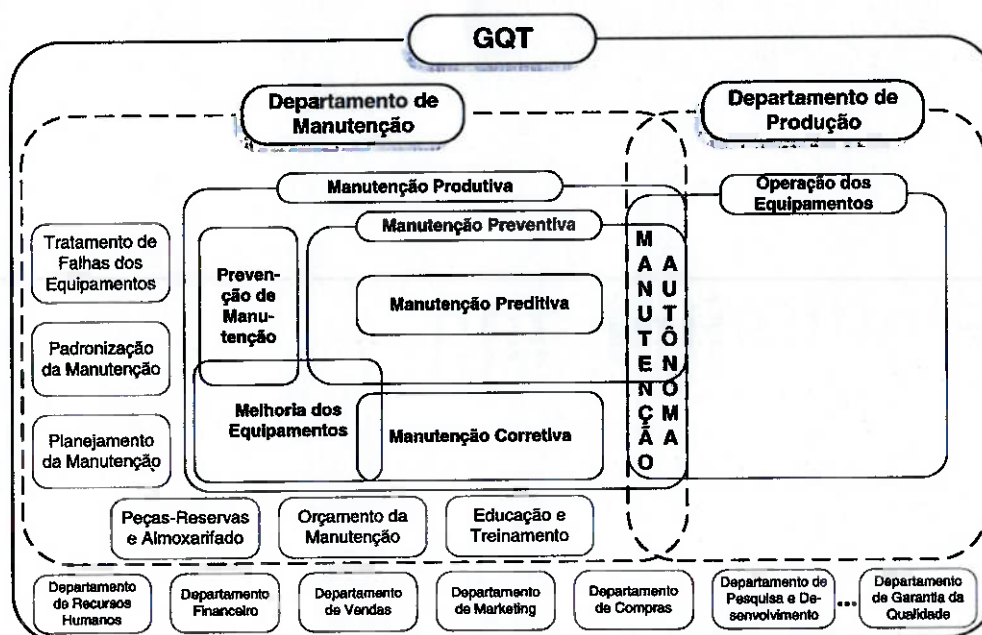 GQT
Departamento de
Manutenção
Departamento de
Produção
Manutenção Produtiva
Operação dos
Equipamentos
Manutenção Preventiva
Tratamento de
Falhas dos
Equipamentos
Preven-
ção de
Manu-
tenção
Manutenção Preditiva
MANUTENÇÃO
AUTÔNOMA
Padronização
da Manutenção
Melhoria dos
Equipamentos
Manutenção Corretiva
Planejamento
da Manutenção
Peças-Reservas
e Almoxarifado
Orçamento da
Manutenção
Educação e
Treinamento
Departamento
de Recursos
Humanos
Departamento
Financeiro
Departamento
de Vendas
Departamento
de Marketing
Departamento
de Compras
Departamento de
Pesquisa e De-
senvolvimento
...
Departamento
de Garantia da
Qualidade